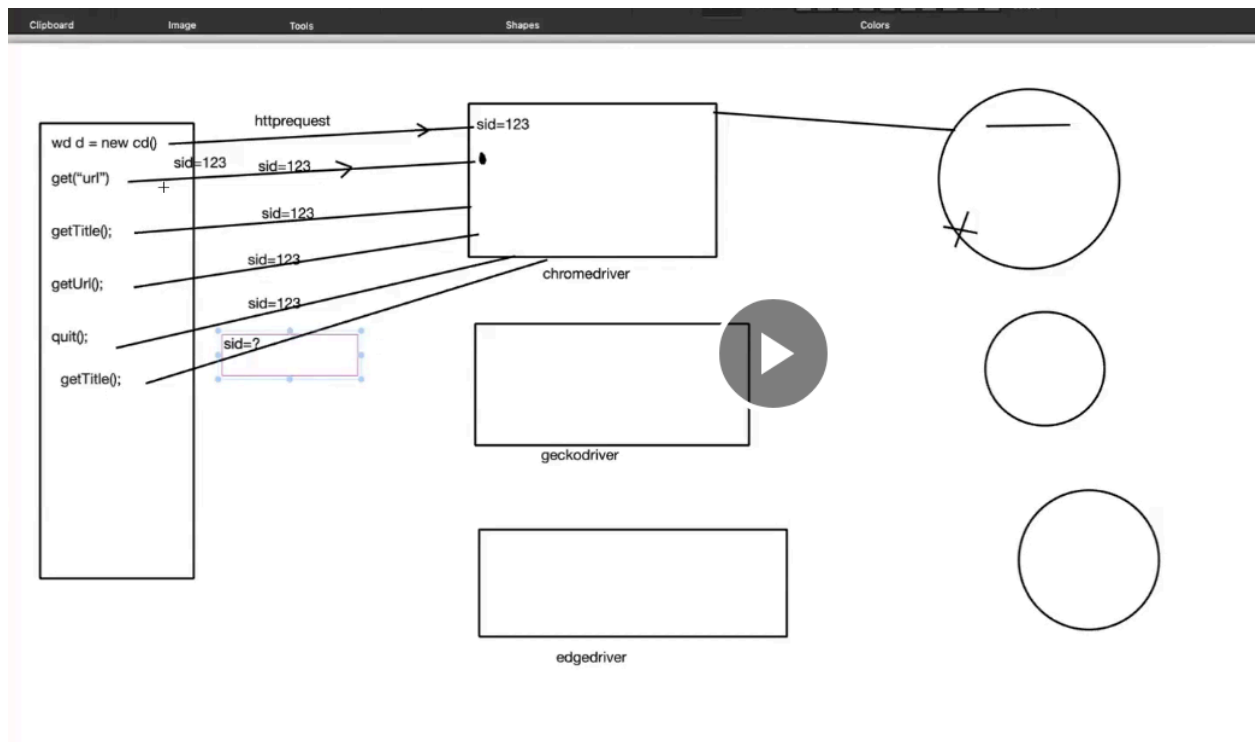 Clipboard Image Tools Shapes Colors
httprequest
wd d = new cd()
sid=123
sid=123
sid=123
get("url")
sid=123
getTitle();
sid=123
getUrl();
sid=123
quit();
sid=?
getTitle();
chromedriver
geckodriver
edgedriver